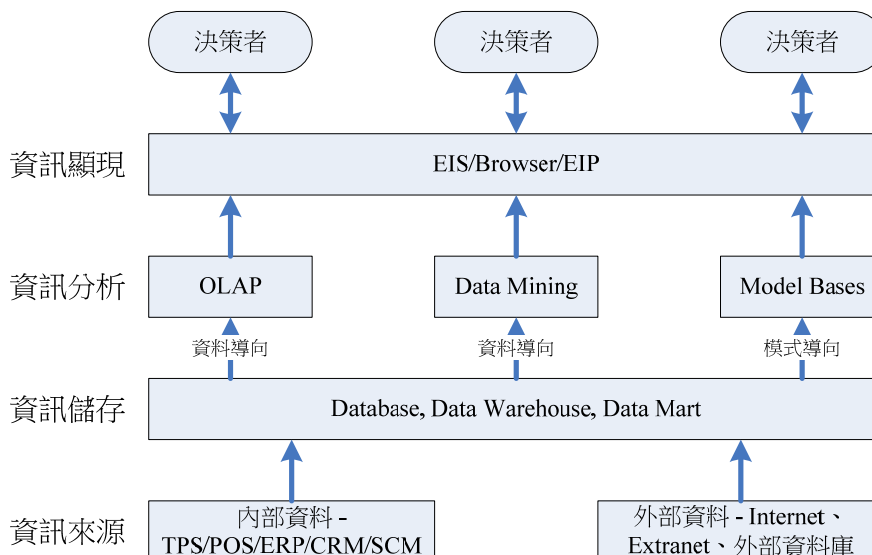 決策者
決策者
決策者
資訊顯現
EIS/Browser/EIP
資訊分析
OLAP
Data Mining
Model Bases
資料導向
資料導向
模式導向
資訊儲存
Database, Data Warehouse, Data Mart
資訊來源
內部資料 -
TPS/POS/ERP/CRM/SCM
外部資料 - Internet、
Extranet、外部資料庫